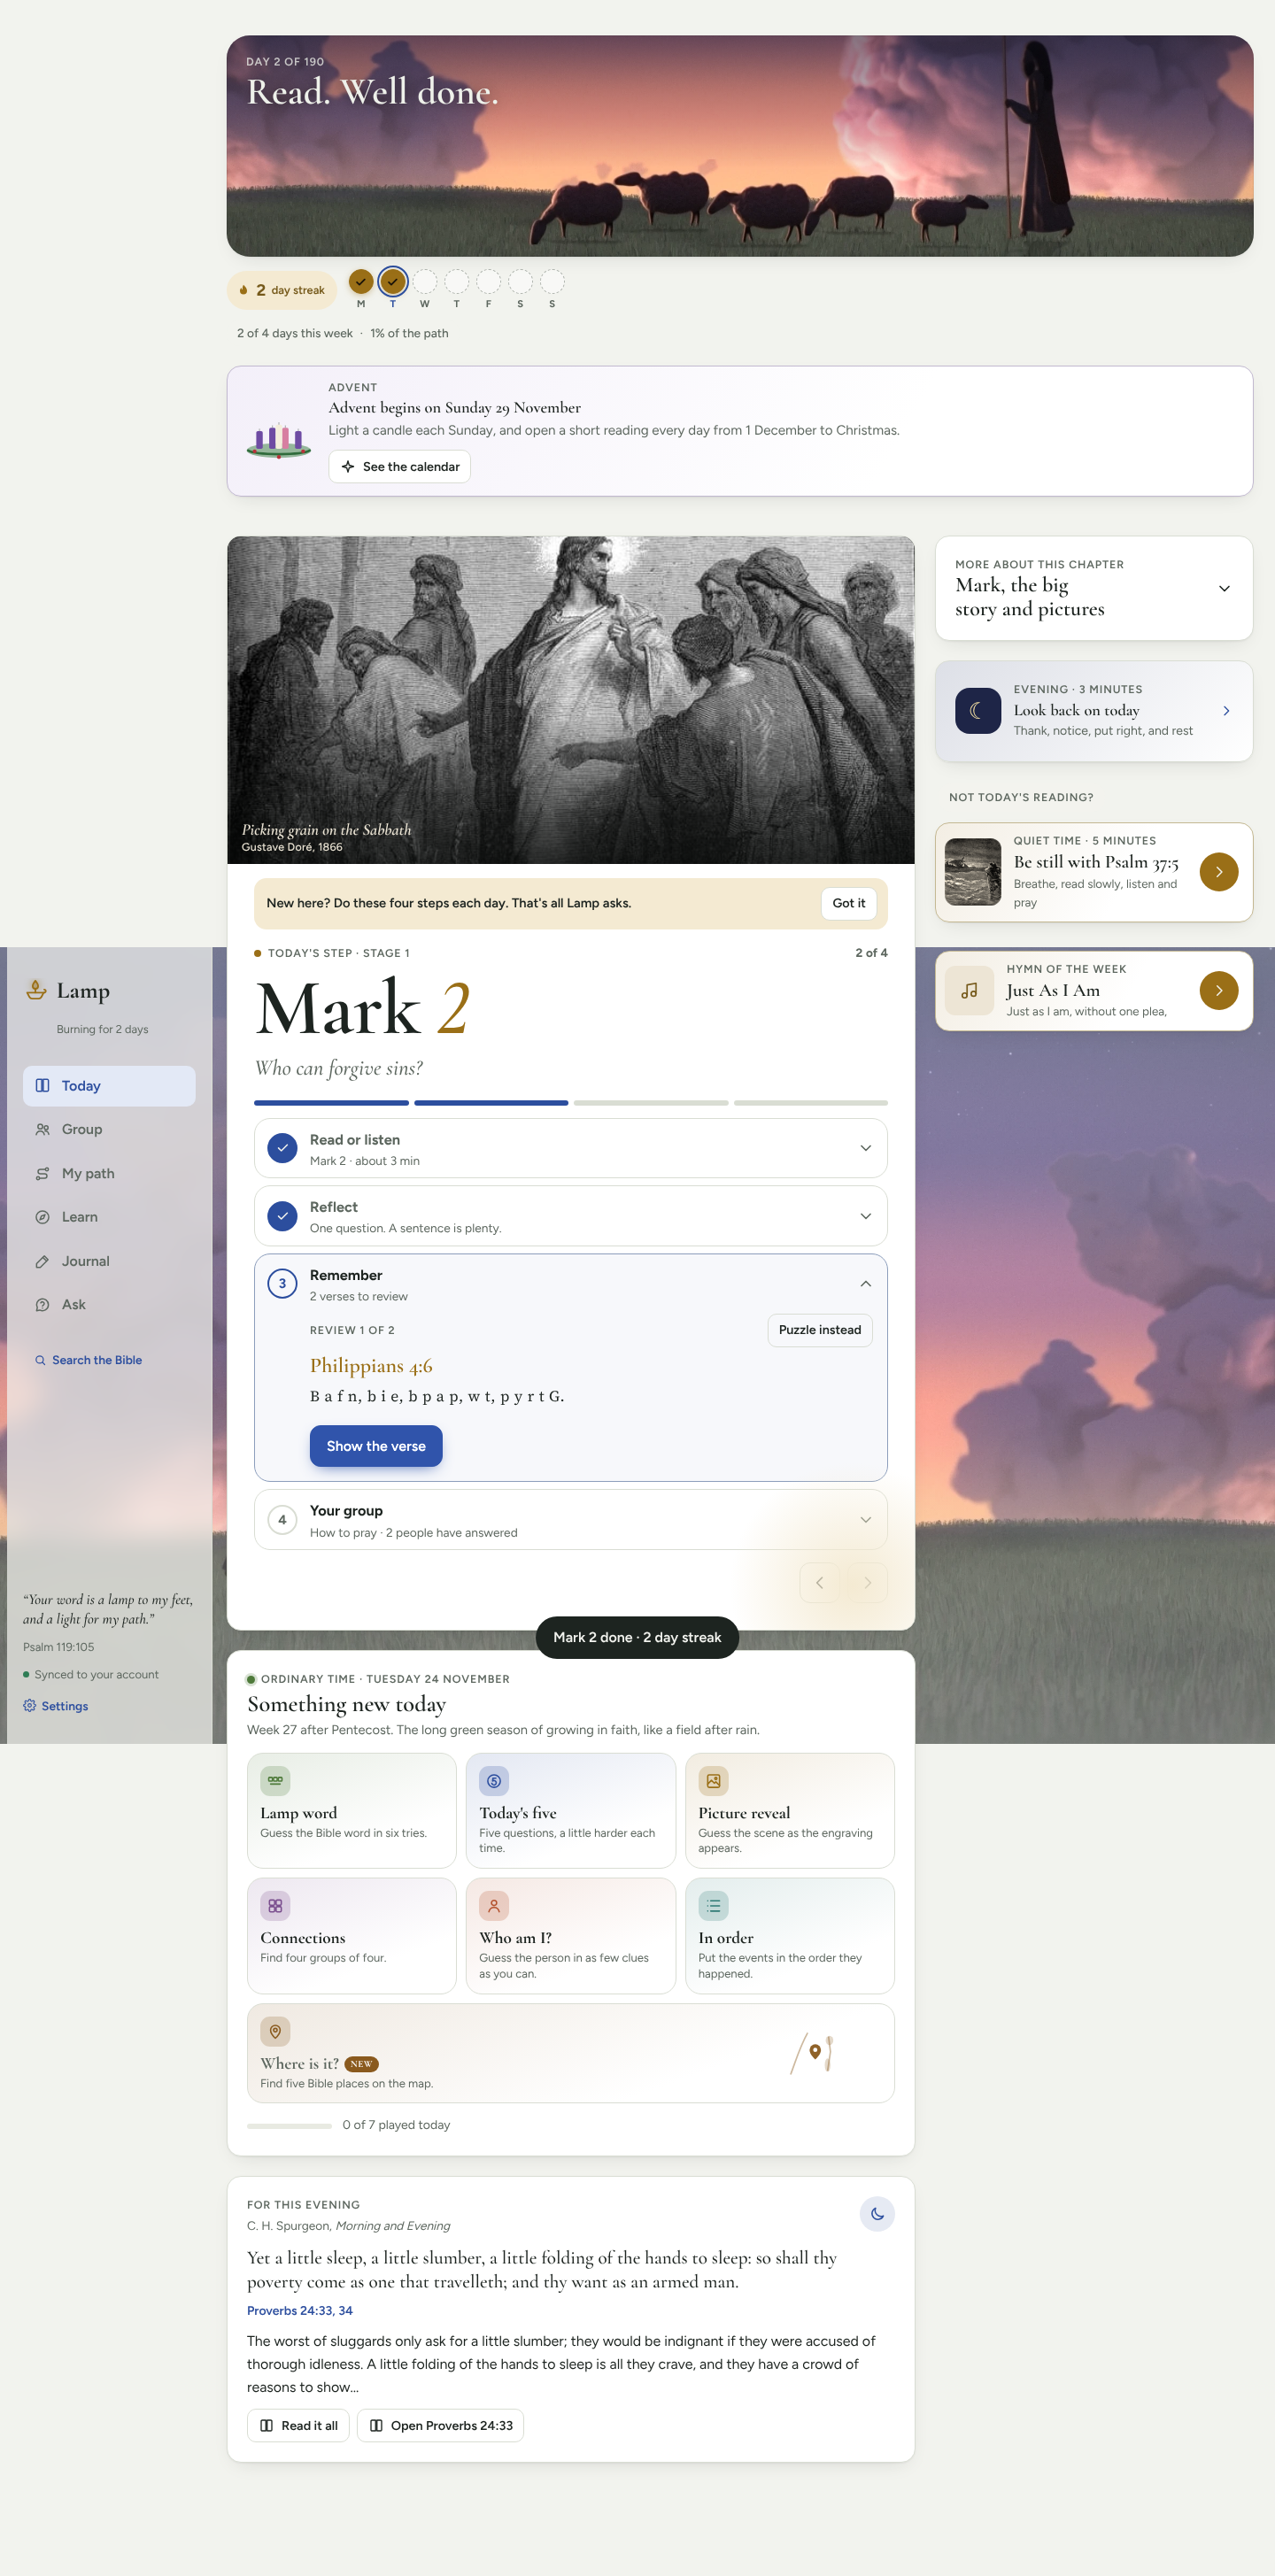 DAY 2 OF 190
Read. Well done.
2 day streak
M T W T F S S
2 of 4 days this week · 1% of the path
ADVENT
Advent begins on Sunday 29 November
Light a candle each Sunday, and open a short reading every day from 1 December to Christmas.
See the calendar
Picking grain on the Sabbath
Gustave Doré, 1866
New here? Do these four steps each day. That's all Lamp asks.
Got it
TODAY'S STEP · STAGE 1
2 of 4
Mark 2
Who can forgive sins?
Read or listen
Mark 2 · about 3 min
Reflect
One question. A sentence is plenty.
3
Remember
2 verses to review
REVIEW 1 OF 2
Puzzle instead
Philippians 4:6
B a f n, b i e, b p a p, w t, p y r t G.
Show the verse
4
Your group
How to pray · 2 people have answered
Mark 2 done · 2 day streak
MORE ABOUT THIS CHAPTER
Mark, the big
story and pictures
EVENING · 3 MINUTES
Look back on today
Thank, notice, put right, and rest
NOT TODAY'S READING?
QUIET TIME · 5 MINUTES
Be still with Psalm 37:5
Breathe, read slowly, listen and
pray
HYMN OF THE WEEK
Just As I Am
Just as I am, without one plea,
Lamp
Burning for 2 days
Today
Group
My path
Learn
Journal
Ask
Search the Bible
“Your word is a lamp to my feet,
and a light for my path.”
Psalm 119:105
Synced to your account
Settings
ORDINARY TIME · TUESDAY 24 NOVEMBER
Something new today
Week 27 after Pentecost. The long green season of growing in faith, like a field after rain.
Lamp word
Guess the Bible word in six tries.
5
Today's five
Five questions, a little harder each
time.
Picture reveal
Guess the scene as the engraving
appears.
Connections
Find four groups of four.
Who am I?
Guess the person in as few clues
as you can.
In order
Put the events in the order they
happened.
Where is it? NEW
Find five Bible places on the map.
0 of 7 played today
FOR THIS EVENING
C. H. Spurgeon, Morning and Evening
Yet a little sleep, a little slumber, a little folding of the hands to sleep: so shall thy
poverty come as one that travelleth; and thy want as an armed man.
Proverbs 24:33, 34
The worst of sluggards only ask for a little slumber; they would be indignant if they were accused of
thorough idleness. A little folding of the hands to sleep is all they crave, and they have a crowd of
reasons to show...
Read it all
Open Proverbs 24:33